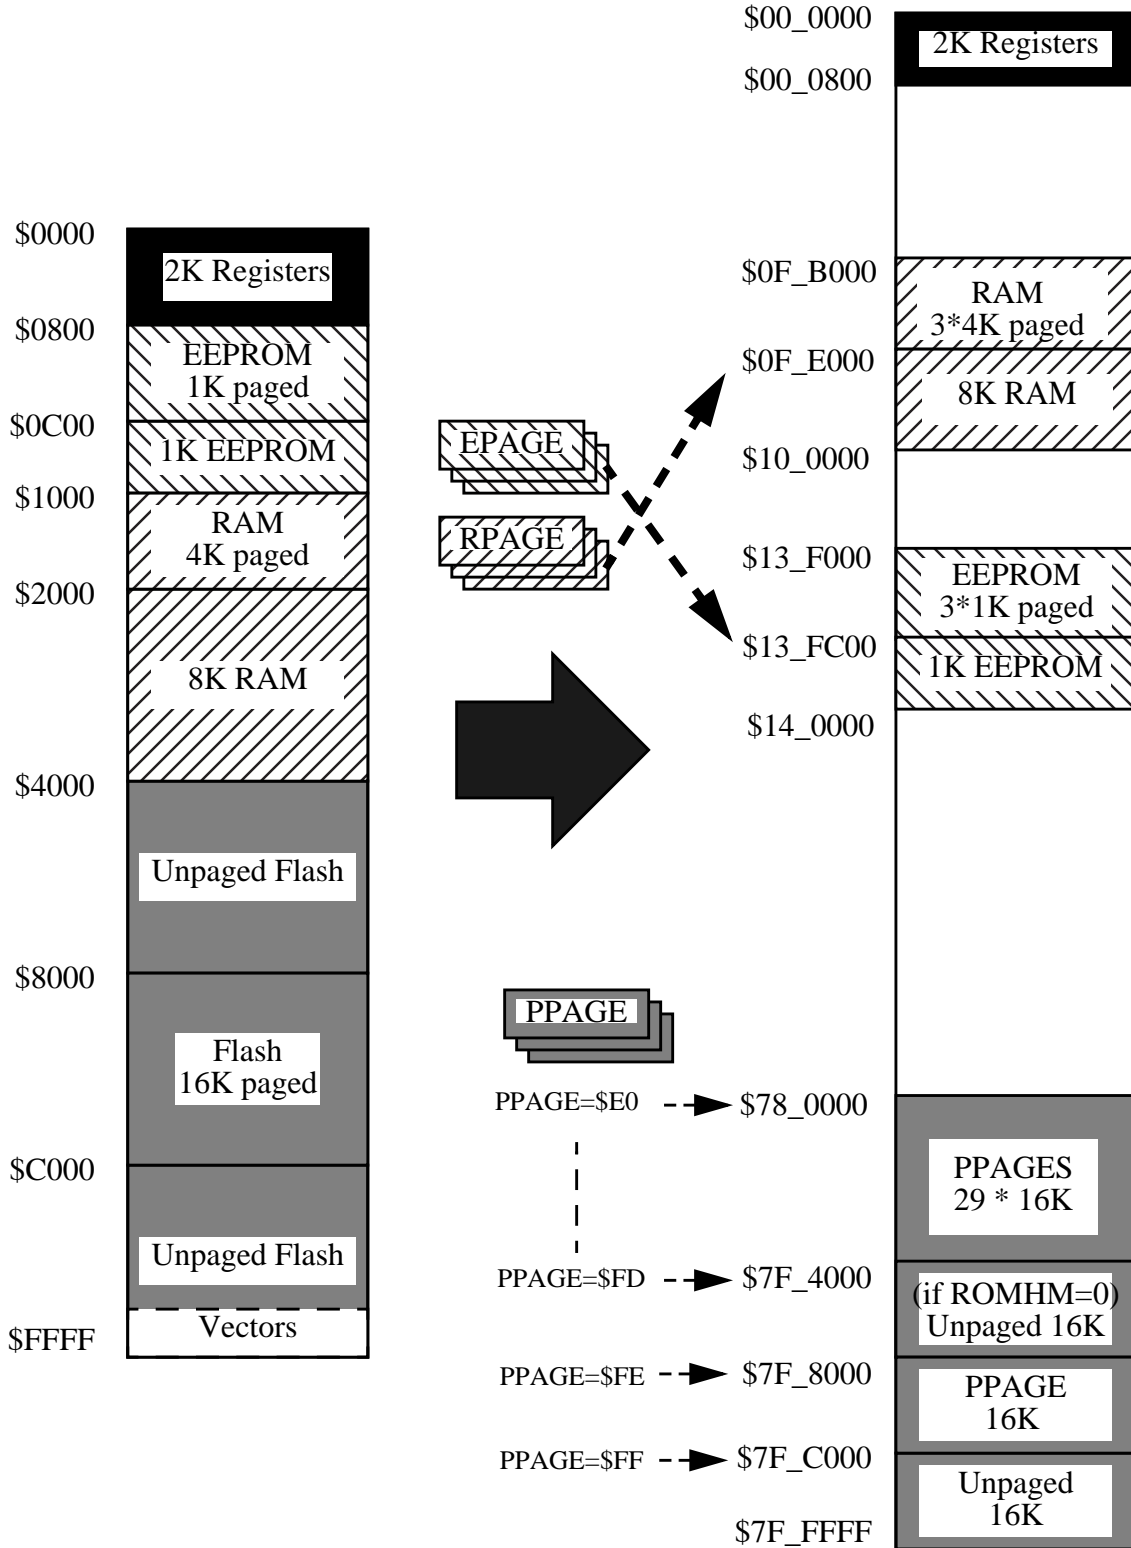 $0000
2K Registers
$0800
EEPROM
1K paged
$0C00
1K EEPROM
$1000
RAM
4K paged
$2000
8K RAM
$4000
Unpaged Flash
$8000
Flash
16K paged
$C000
Unpaged Flash
Vectors
$FFFF
EPAGE
RPAGE
PPAGE
PPAGE=$E0
PPAGE=$FD
PPAGE=$FE
PPAGE=$FF
$00_0000
2K Registers
$00_0800
$0F_B000
RAM
3*4K paged
$0F_E000
8K RAM
$10_0000
$13_F000
EEPROM
3*1K paged
$13_FC00
1K EEPROM
$14_0000
$78_0000
PPAGES
29 * 16K
$7F_4000
(if ROMHM=0)
Unpaged 16K
$7F_8000
PPAGE
16K
$7F_C000
Unpaged
16K
$7F_FFFF